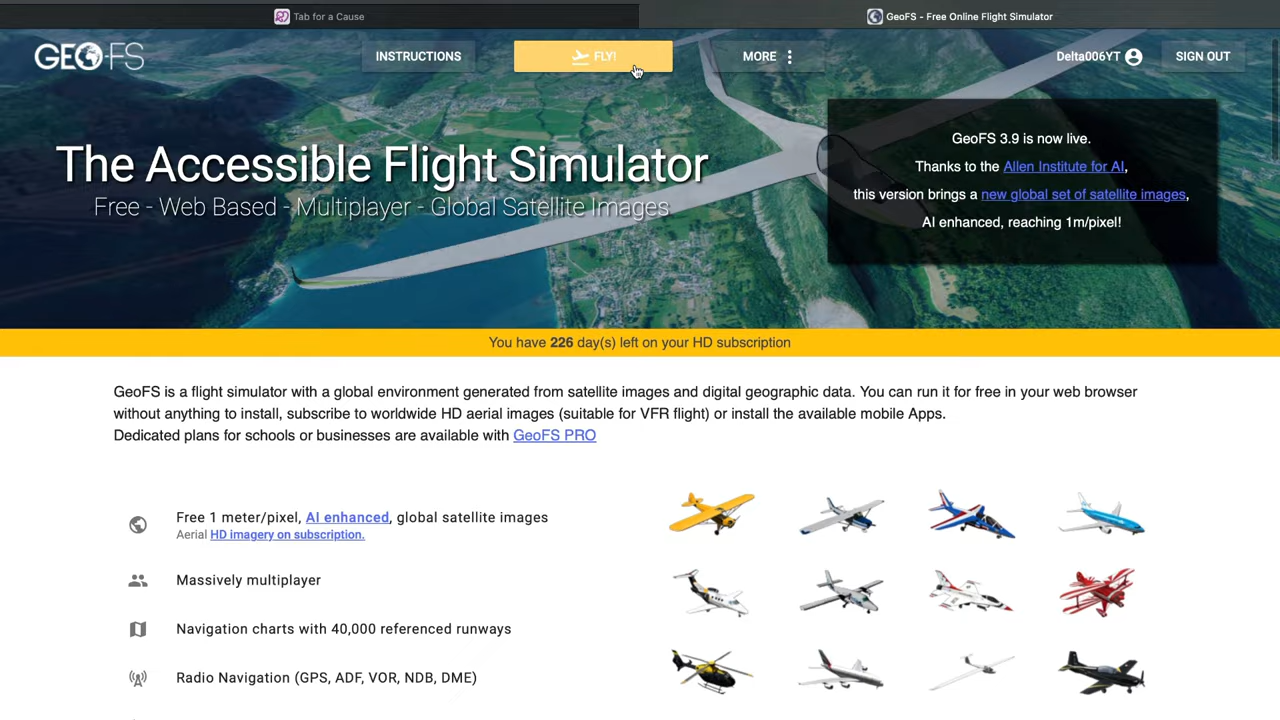 Tab for a Cause
GeoFS - Free Online Flight Simulator
GEO-FS
INSTRUCTIONS
FLY!
MORE
Delta006YT
SIGN OUT
The Accessible Flight Simulator
Free - Web Based - Multiplayer - Global Satellite Images
GeoFS 3.9 is now live.
Thanks to the Allen Institute for AI,
this version brings a new global set of satellite images,
AI enhanced, reaching 1m/pixel!
You have 226 day(s) left on your HD subscription
GeoFS is a flight simulator with a global environment generated from satellite images and digital geographic data. You can run it for free in your web browser
without anything to install, subscribe to worldwide HD aerial images (suitable for VFR flight) or install the available mobile Apps.
Dedicated plans for schools or businesses are available with GeoFS PRO
Free 1 meter/pixel, AI enhanced, global satellite images
Aerial HD imagery on subscription.
Massively multiplayer
Navigation charts with 40,000 referenced runways
Radio Navigation (GPS, ADF, VOR, NDB, DME)